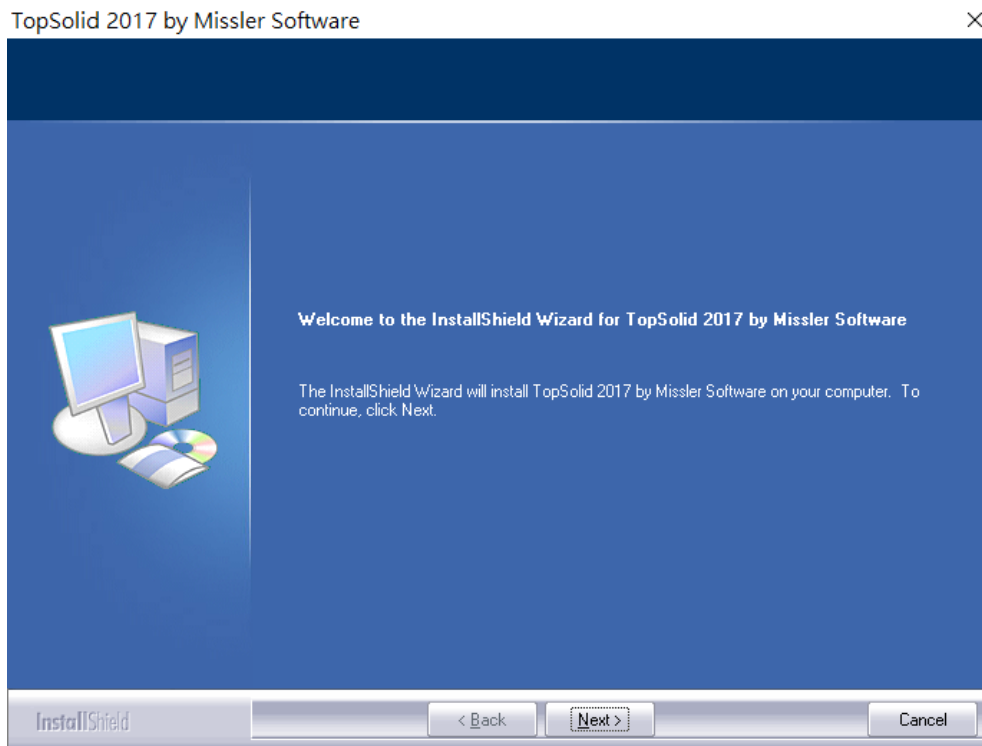 TopSolid 2017 by Missler Software
Welcome to the InstallShield Wizard for TopSolid 2017 by Missler Software
The InstallShield Wizard will install TopSolid 2017 by Missler Software on your computer. To
continue, click Next.
InstallShield
< Back
Next >
Cancel